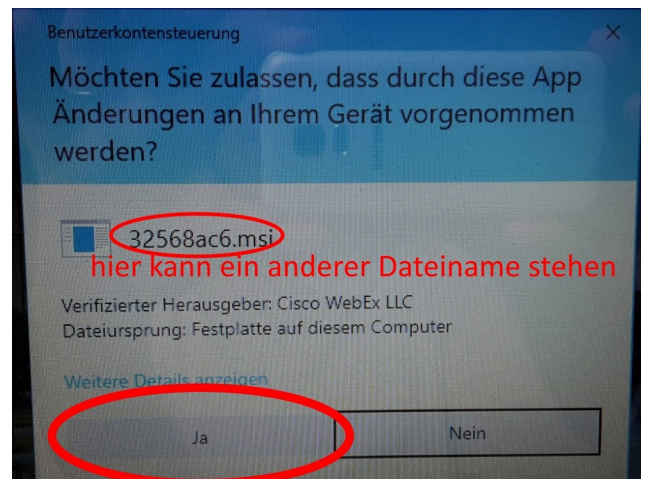 Benutzerkontensteuerung
Möchten Sie zulassen, dass durch diese App
Änderungen an Ihrem Gerät vorgenommen
werden?
32568ac6.msi
hier kann ein anderer Dateiname stehen
Verifizierter Herausgeber: Cisco WebEx LLC
Dateiursprung: Festplatte auf diesem Computer
Weitere Details anzeigen
Ja
Nein